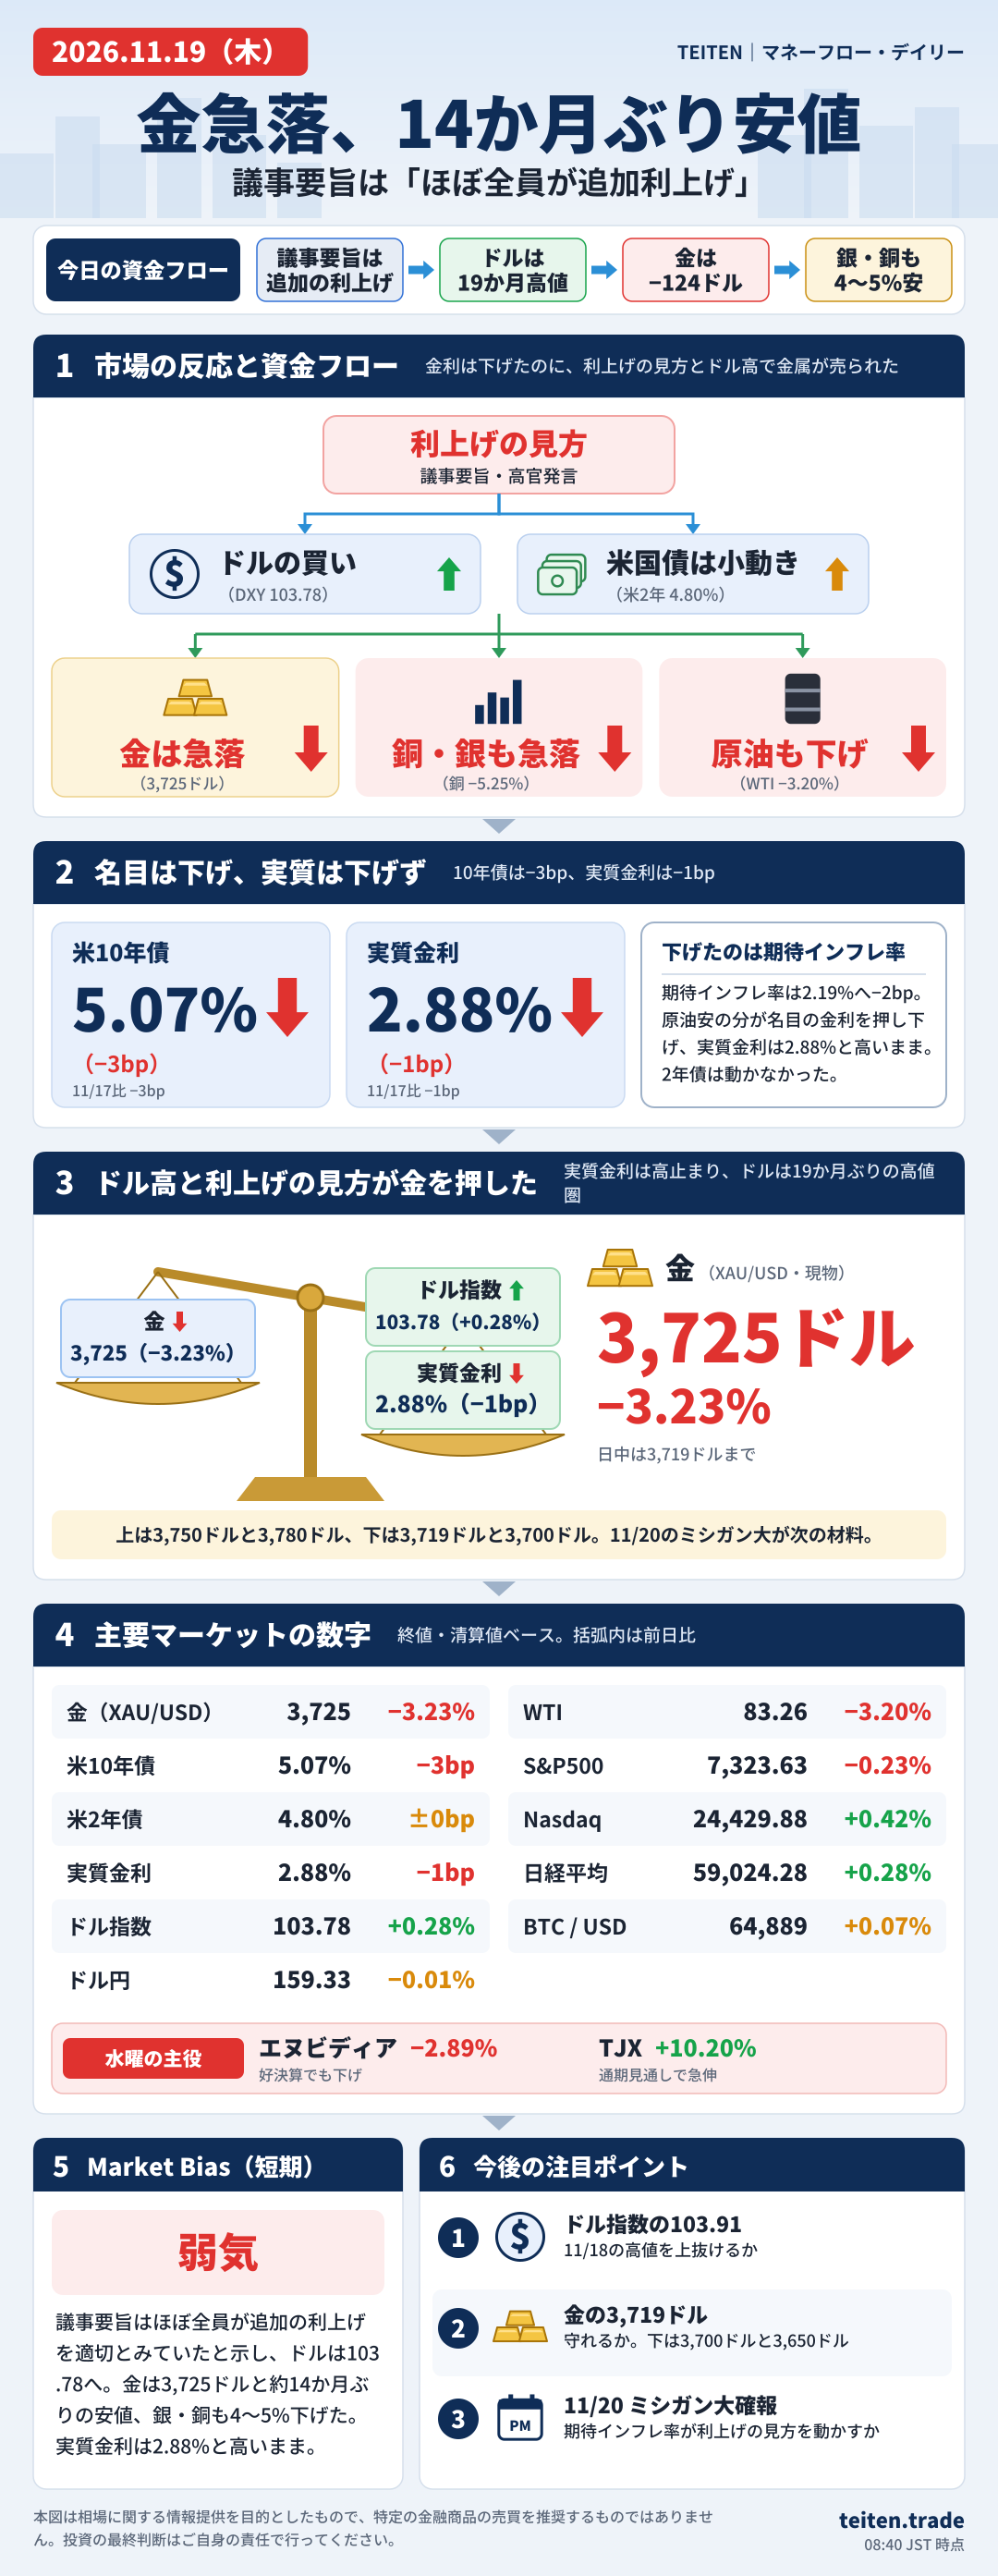 2026.11.19（木）
TEITEN｜マネーフロー・デイリー
金急落、14か月ぶり安値
議事要旨は「ほぼ全員が追加利上げ」
今日の資金フロー
議事要旨は
追加の利上げ
ドルは
19か月高値
金は
−124ドル
銀・銅も
4〜5%安
1 市場の反応と資金フロー 金利は下げたのに、利上げの見方とドル高で金属が売られた
利上げの見方
議事要旨・高官発言
$ ドルの買い
（DXY 103.78）
米国債は小動き
（米2年 4.80%）
金は急落
（3,725ドル）
銅・銀も急落
（銅 −5.25%）
原油も下げ
（WTI −3.20%）
2 名目は下げ、実質は下げず 10年債は−3bp、実質金利は−1bp
米10年債
5.07%
（−3bp）
11/17比 −3bp
実質金利
2.88%
（−1bp）
11/17比 −1bp
下げたのは期待インフレ率
期待インフレ率は2.19%へ−2bp。
原油安の分が名目の金利を押し下
げ、実質金利は2.88%と高いまま。
2年債は動かなかった。
3 ドル高と利上げの見方が金を押した 実質金利は高止まり、ドルは19か月ぶりの高値
圏
金
3,725（−3.23%）
ドル指数
103.78（+0.28%）
実質金利
2.88%（−1bp）
金（XAU/USD・現物）
3,725ドル
−3.23%
日中は3,719ドルまで
上は3,750ドルと3,780ドル、下は3,719ドルと3,700ドル。11/20のミシガン大が次の材料。
4 主要マーケットの数字 終値・清算値ベース。括弧内は前日比
金（XAU/USD） 3,725 −3.23%
米10年債 5.07% −3bp
米2年債 4.80% ±0bp
実質金利 2.88% −1bp
ドル指数 103.78 +0.28%
ドル円 159.33 −0.01%
WTI 83.26 −3.20%
S&P500 7,323.63 −0.23%
Nasdaq 24,429.88 +0.42%
日経平均 59,024.28 +0.28%
BTC / USD 64,889 +0.07%
水曜の主役
エヌビディア −2.89%
好決算でも下げ
TJX +10.20%
通期見通しで急伸
5 Market Bias（短期）
弱気
議事要旨はほぼ全員が追加の利上げ
を適切とみていたと示し、ドルは103
.78へ。金は3,725ドルと約14か月ぶ
りの安値、銀・銅も4〜5%下げた。
実質金利は2.88%と高いまま。
6 今後の注目ポイント
1 $ ドル指数の103.91
11/18の高値を上抜けるか
2 金の3,719ドル
守れるか。下は3,700ドルと3,650ドル
3 PM 11/20 ミシガン大確報
期待インフレ率が利上げの見方を動かすか
本図は相場に関する情報提供を目的としたもので、特定の金融商品の売買を推奨するものではありませ
ん。投資の最終判断はご自身の責任で行ってください。
teiten.trade
08:40 JST 時点